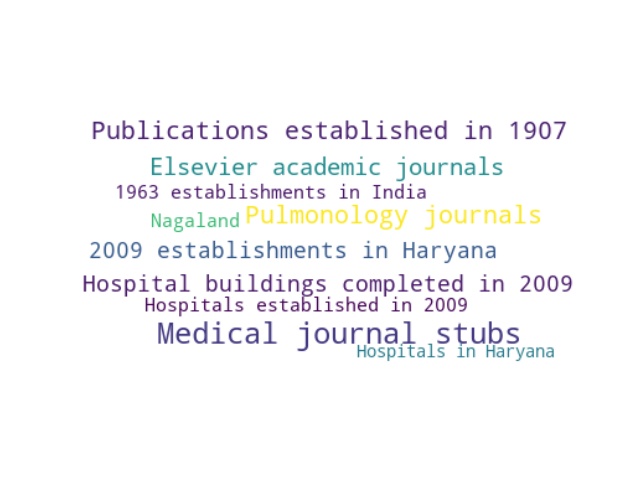 Publications established in 1907
Elsevier academic journals
1963 establishments in India
Nagaland
Pulmonology journals
2009 establishments in Haryana
Hospital buildings completed in 2009
Hospitals established in 2009
Medical journal stubs
Hospitals in Haryana